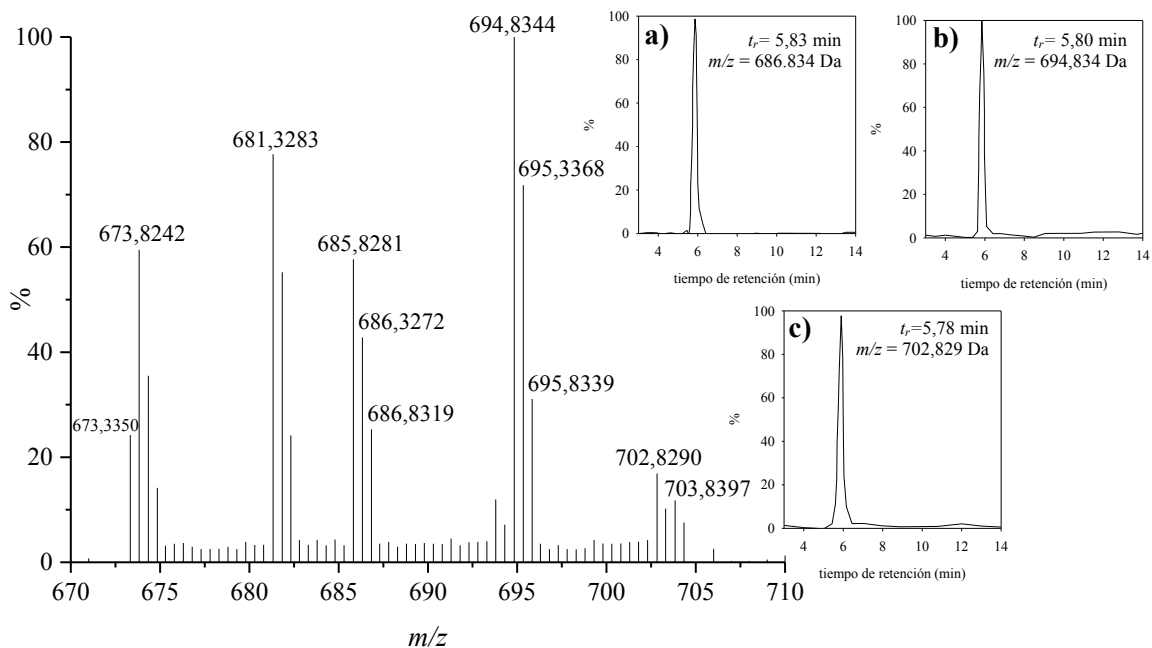 694,8344
100
681,3283
80
695,3368
673,8242
685,8281
60
686,3272
40
695,8339
686,8319
673,3350
702,8290
703,8397
20
0
%
670 675 680 685 690 695 700 705 710
m/z
a)
tr= 5,83 min
m/z = 686.834 Da
100
80
60
40
20
0
%
4 6 8 10 12 14
tiempo de retención (min)
b)
tr= 5,80 min
m/z = 694,834 Da
100
80
60
40
20
0
%
4 6 8 10 12 14
tiempo de retención (min)
c)
tr=5,78 min
m/z = 702,829 Da
100
80
60
40
20
0
%
4 6 8 10 12 14
tiempo de retención (min)